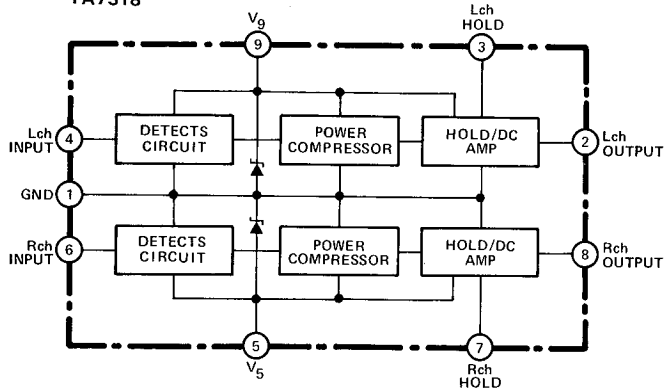 TA7318
V9
9
Lch
HOLD
3
4
Lch
INPUT
DETECTS
CIRCUIT
POWER
COMPRESSOR
HOLD/DC
AMP
2
Lch
OUTPUT
GND
1
6
Rch
INPUT
DETECTS
CIRCUIT
POWER
COMPRESSOR
HOLD/DC
AMP
8
Rch
OUTPUT
5
V5
7
Rch
HOLD